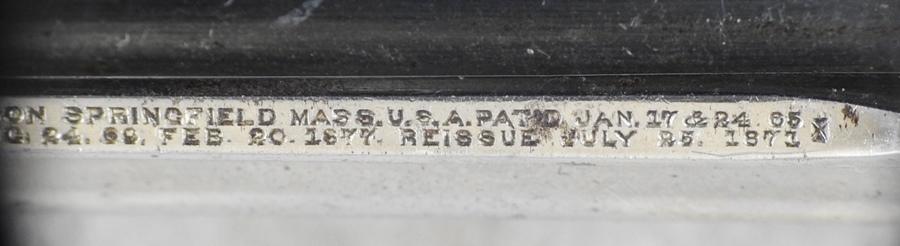 ON SPRINGFIELD MASS. U.S.A. PAT'D. JAN. 17 & 24. 65
G. 24. 69. FEB. 20. 1877. REISSUE JULY 25. 1871